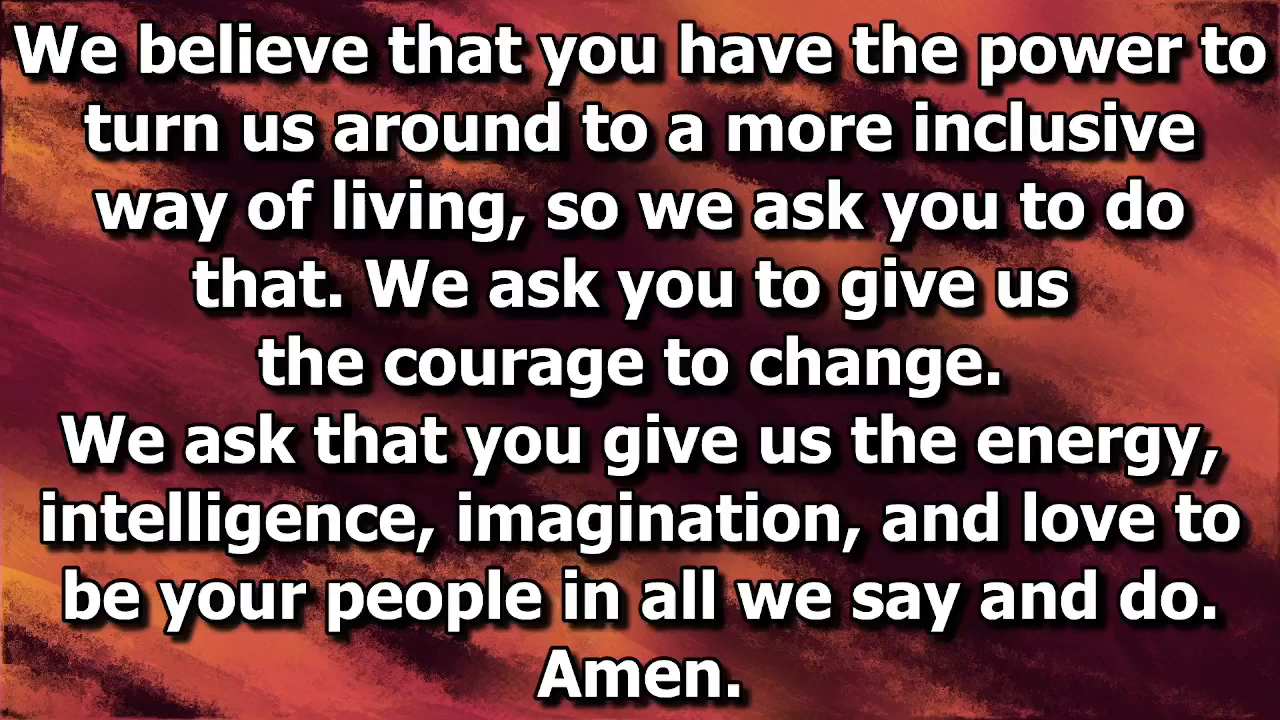 We believe that you have the power to
turn us around to a more inclusive
way of living, so we ask you to do
that. We ask you to give us
the courage to change.
We ask that you give us the energy,
intelligence, imagination, and love to
be your people in all we say and do.
Amen.